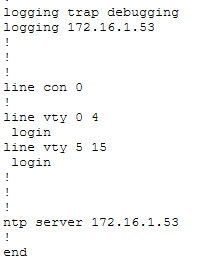 logging trap debugging
logging 172.16.1.53
!
!
!
!
line con 0
!
line vty 0 4
 login
line vty 5 15
 login
!
!
!
ntp server 172.16.1.53
!
end